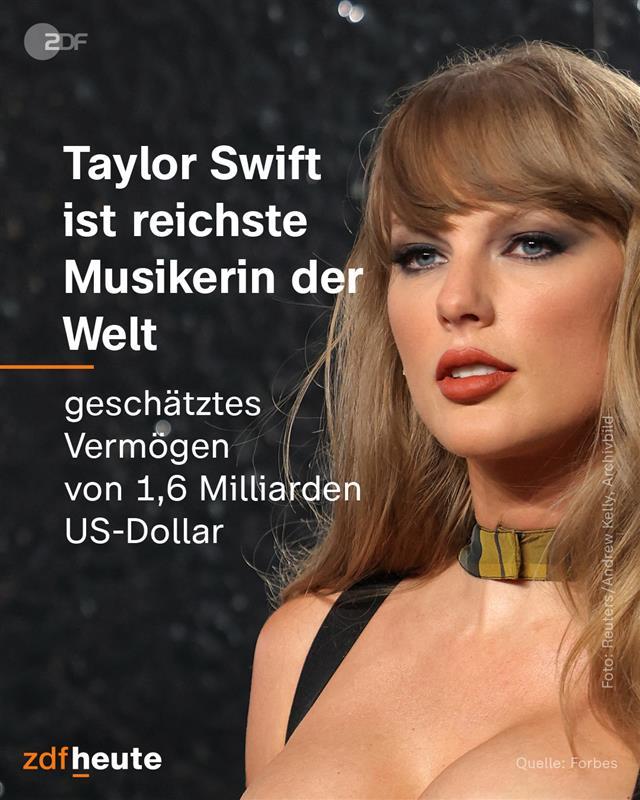 ZDF
Taylor Swift
ist reichste
Musikerin der
Welt
geschätztes
Vermögen
von 1,6 Milliarden
US-Dollar
Foto: Reuters/Andrew Kelly, Archivbild
zdfheute
Quelle: Forbes